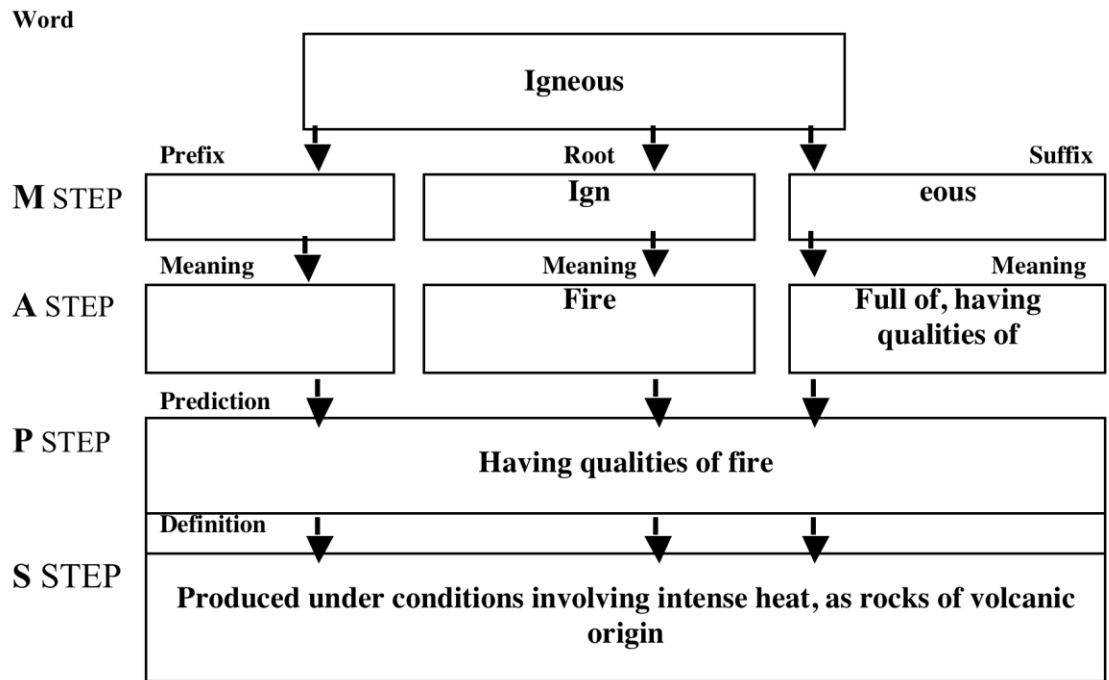 Word
Igneous
Prefix
Root
Suffix
M STEP
Ign
eous
Meaning
Meaning
Meaning
A STEP
Fire
Full of, having
qualities of
Prediction
P STEP
Having qualities of fire
Definition
S STEP
Produced under conditions involving intense heat, as rocks of volcanic
origin